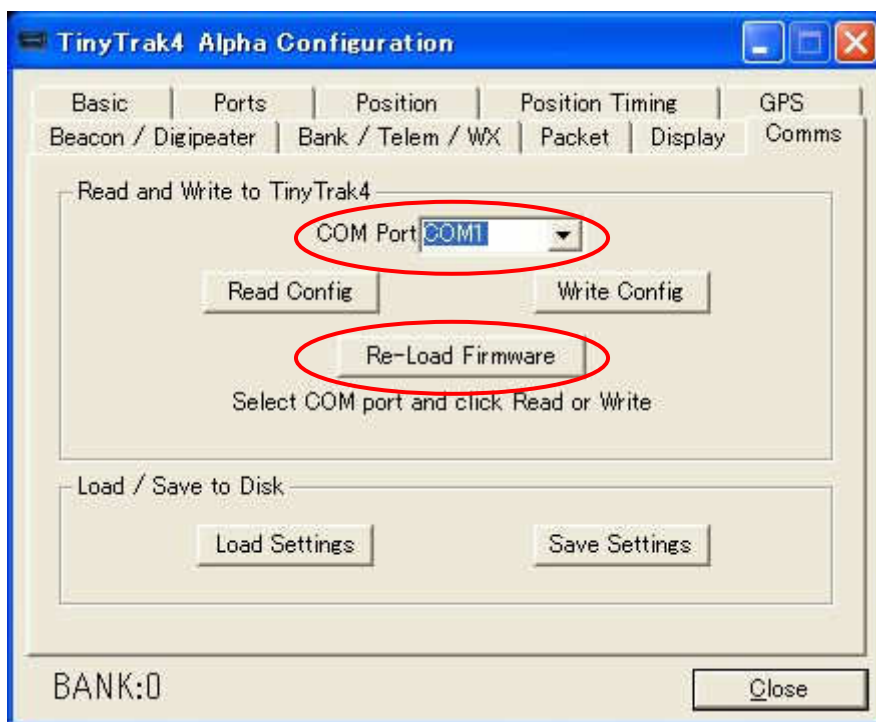 TinyTrak4 Alpha Configuration
Basic Ports Position Position Timing GPS
Beacon / Digipeater Bank / Telem / WX Packet Display Comms
Read and Write to TinyTrak4
COM Port COM1
Read Config Write Config
Re-Load Firmware
Select COM port and click Read or Write
Load / Save to Disk
Load Settings Save Settings
BANK:0 Close